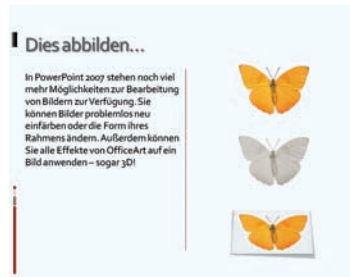 Dies abbilden...
In PowerPoint 2007 stehen noch viel
mehr Möglichkeiten zur Bearbeitung
von Bildern zur Verfügung. Sie
können Bilder problemlos neu
einfärben oder die Form ihres
Rahmens ändern. Außerdem können
Sie alle Effekte von OfficeArt auf ein
Bild anwenden – sogar 3D!